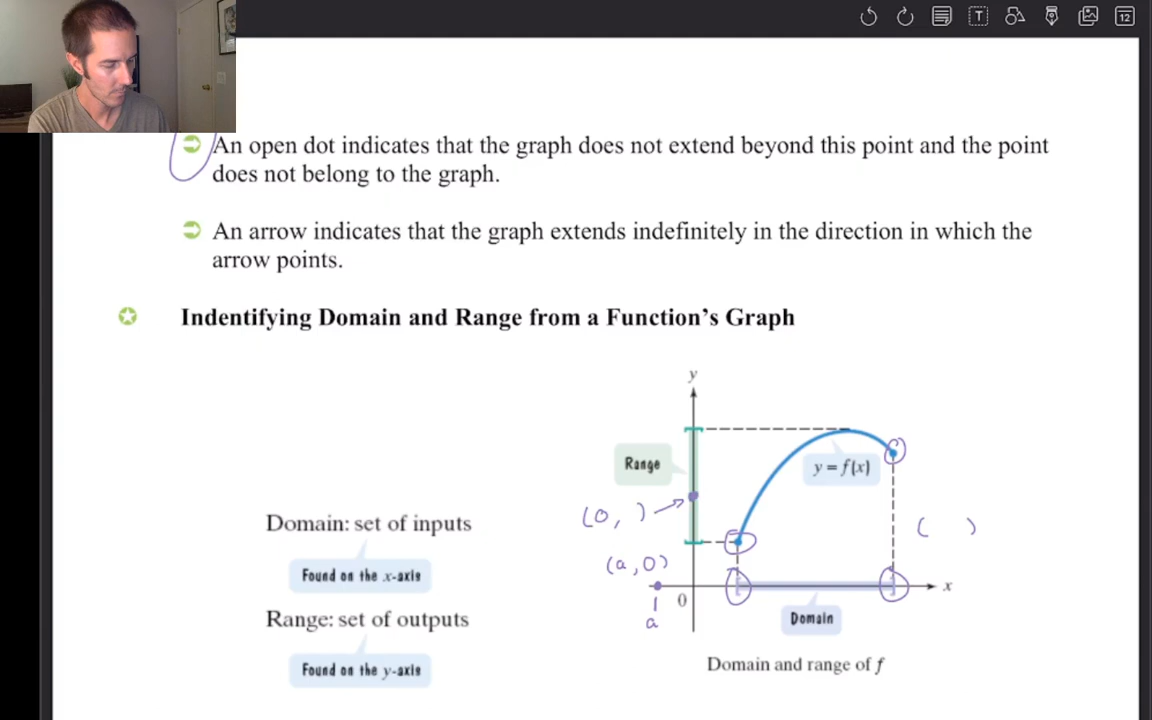 T
12
An open dot indicates that the graph does not extend beyond this point and the point
does not belong to the graph.
An arrow indicates that the graph extends indefinitely in the direction in which the
arrow points.
Indentifying Domain and Range from a Function's Graph
y
Range
y = f(x)
(0, )
( )
Domain: set of inputs
(a,0)
Found on the x-axis
x
0
a
Domain
Range: set of outputs
Found on the y-axis
Domain and range of f